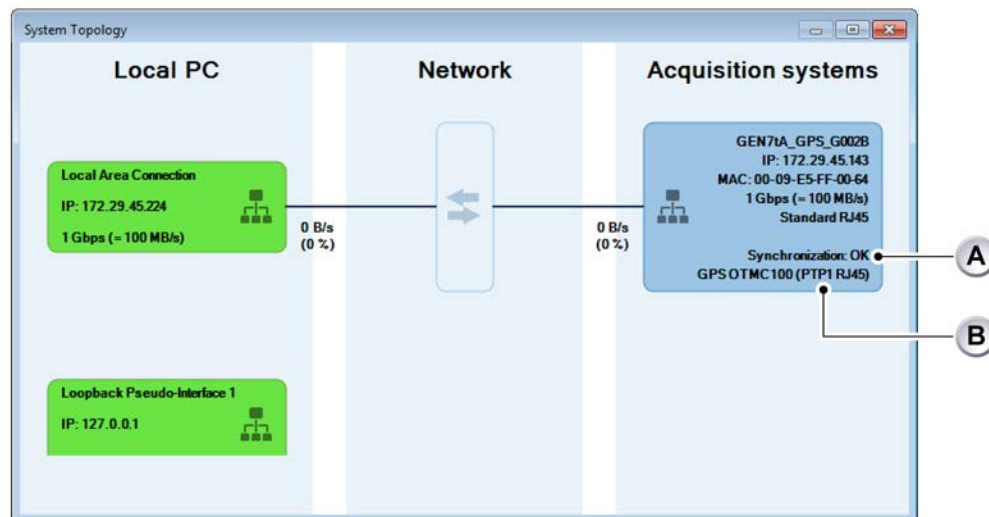 System Topology
Local PC
Network
Acquisition systems
Local Area Connection
IP: 172.29.45.224
1 Gbps (= 100 MB/s)
0 B/s
(0 %)
0 B/s
(0 %)
GEN7tA_GPS_G002B
IP: 172.29.45.143
MAC: 00-09-E5-FF-00-64
1 Gbps (= 100 MB/s)
Standard RJ45
Synchronization: OK
GPS OTMC100 (PTP1 RJ45)
A
B
Loopback Pseudo-Interface 1
IP: 127.0.0.1